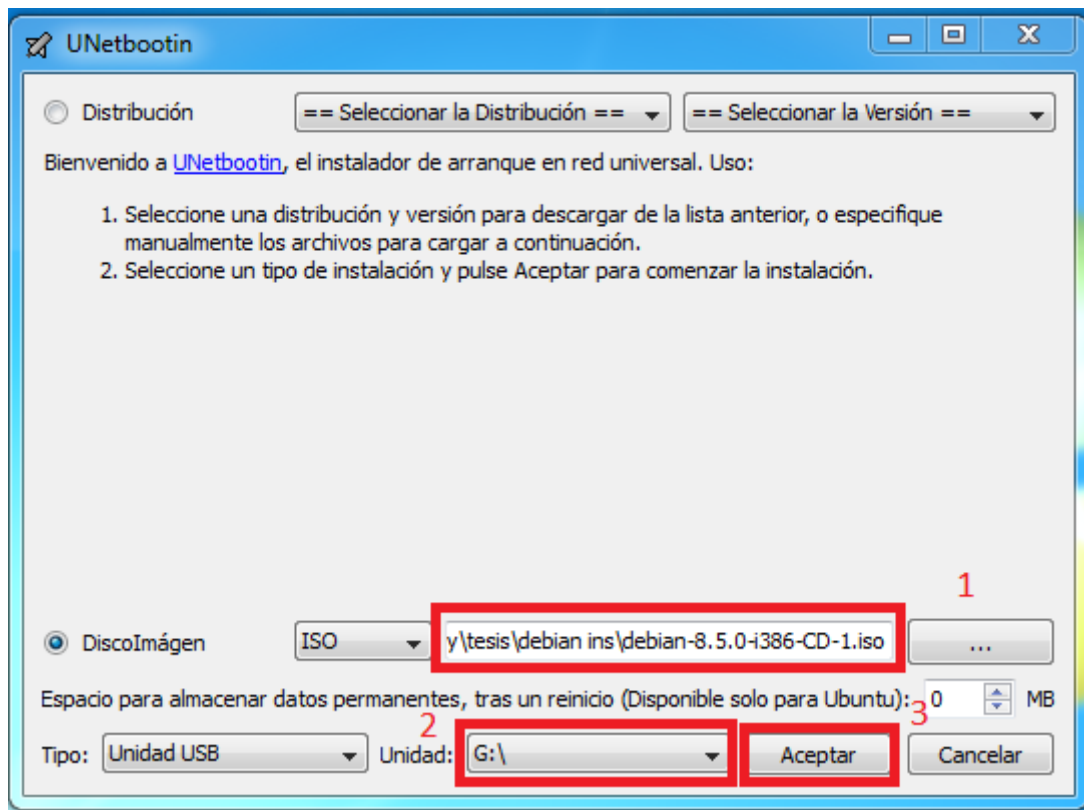 UNetbootin
Distribución == Seleccionar la Distribución == == Seleccionar la Versión ==
Bienvenido a UNetbootin, el instalador de arranque en red universal. Uso:
1. Seleccione una distribución y versión para descargar de la lista anterior, o especifique
manualmente los archivos para cargar a continuación.
2. Seleccione un tipo de instalación y pulse Aceptar para comenzar la instalación.
1
DiscoImágen ISO y\tesis\debian ins\debian-8.5.0-i386-CD-1.iso ...
Espacio para almacenar datos permanentes, tras un reinicio (Disponible solo para Ubuntu): 0 MB
2 3
Tipo: Unidad USB Unidad: G:\ Aceptar Cancelar